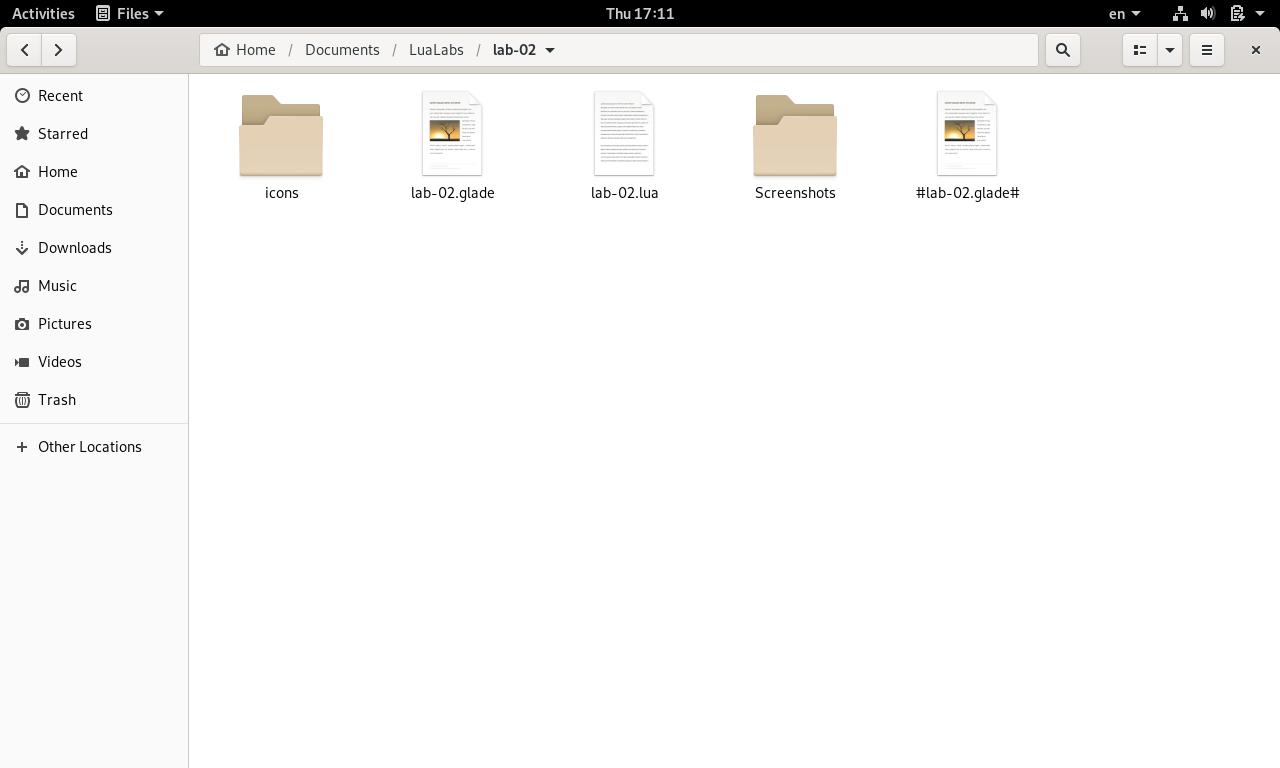 Activities Files Thu 17:11 en
Home / Documents / LuaLabs / lab-02
Recent
Starred
Home
Documents
Downloads
Music
Pictures
Videos
Trash
Other Locations
icons
lab-02.glade
lab-02.lua
Screenshots
#lab-02.glade#